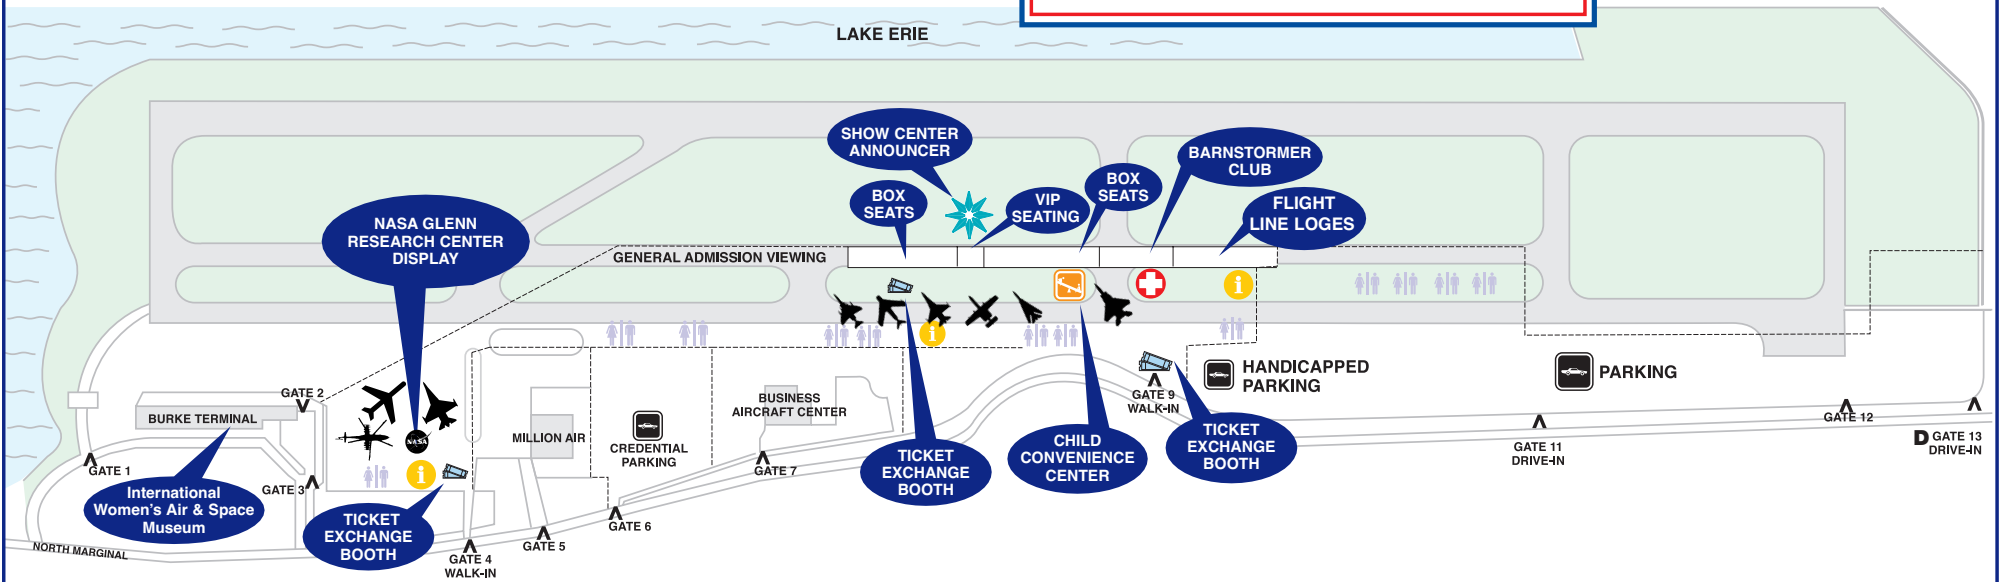 LAKE ERIE
SHOW CENTER
ANNOUNCER
BARNSTORMER
CLUB
BOX
SEATS
BOX
SEATS
VIP
SEATING
FLIGHT
LINE LOGES
NASA GLENN
RESEARCH CENTER
DISPLAY
GENERAL ADMISSION VIEWING
i
i
HANDICAPPED
PARKING
PARKING
GATE 2
BURKE TERMINAL
BUSINESS
AIRCRAFT CENTER
GATE 9
WALK-IN
GATE 12
MILLION AIR
NASA
CREDENTIAL
PARKING
TICKET
EXCHANGE
BOOTH
CHILD
CONVENIENCE
CENTER
TICKET
EXCHANGE
BOOTH
GATE 11
DRIVE-IN
D GATE 13
DRIVE-IN
GATE 1
GATE 7
i
GATE 3
International
Women's Air & Space
Museum
TICKET
EXCHANGE
BOOTH
GATE 6
GATE 5
GATE 4
WALK-IN
NORTH MARGINAL